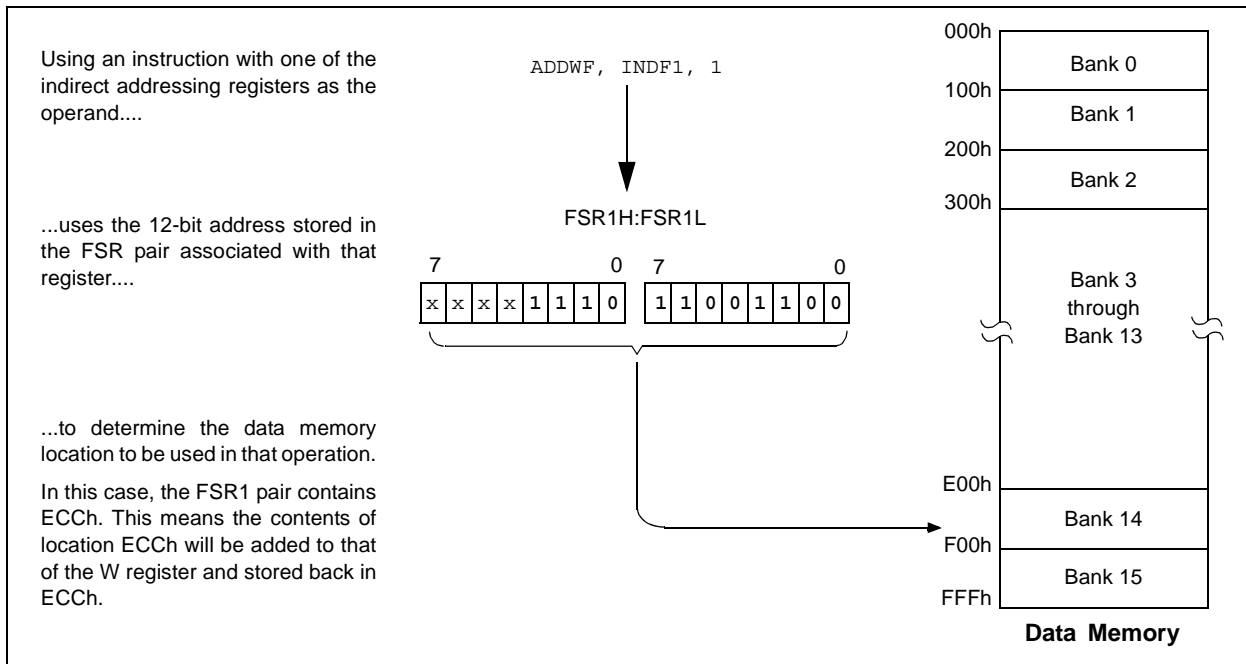 Using an instruction with one of the
indirect addressing registers as the
operand....
...uses the 12-bit address stored in
the FSR pair associated with that
register....
...to determine the data memory
location to be used in that operation.
In this case, the FSR1 pair contains
ECCh. This means the contents of
location ECCh will be added to that
of the W register and stored back in
ECCh.
ADDWF, INDF1, 1
FSR1H:FSR1L
7 0 7 0
x x x x 1 1 1 0 1 1 0 0 1 1 0 0
000h
Bank 0
100h
Bank 1
200h
Bank 2
300h
Bank 3
through
Bank 13
E00h
Bank 14
F00h
Bank 15
FFFh
Data Memory